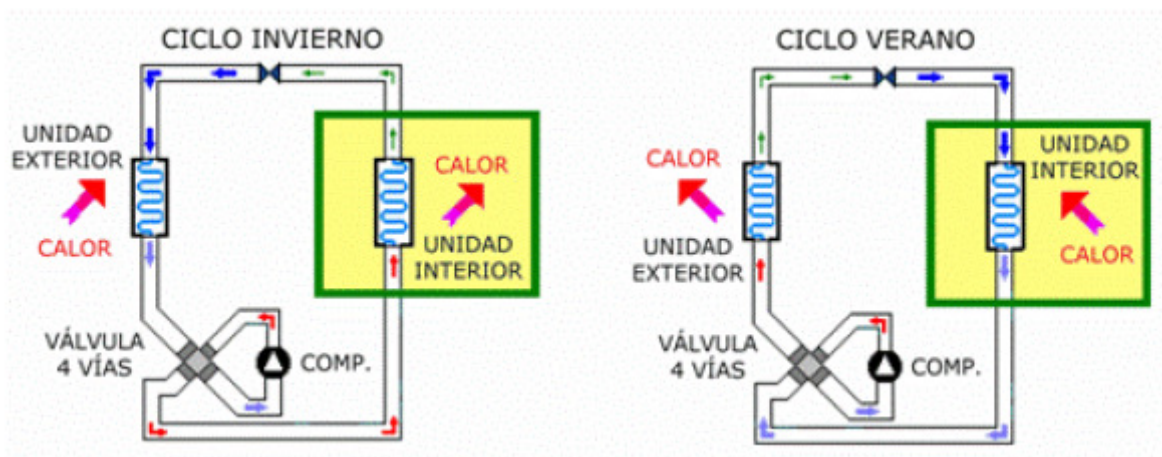 CICLO INVIERNO
UNIDAD
EXTERIOR
CALOR
CALOR
UNIDAD
INTERIOR
VÁLVULA
4 VÍAS
COMP.
CICLO VERANO
CALOR
UNIDAD
EXTERIOR
UNIDAD
INTERIOR
CALOR
VÁLVULA
4 VÍAS
COMP.